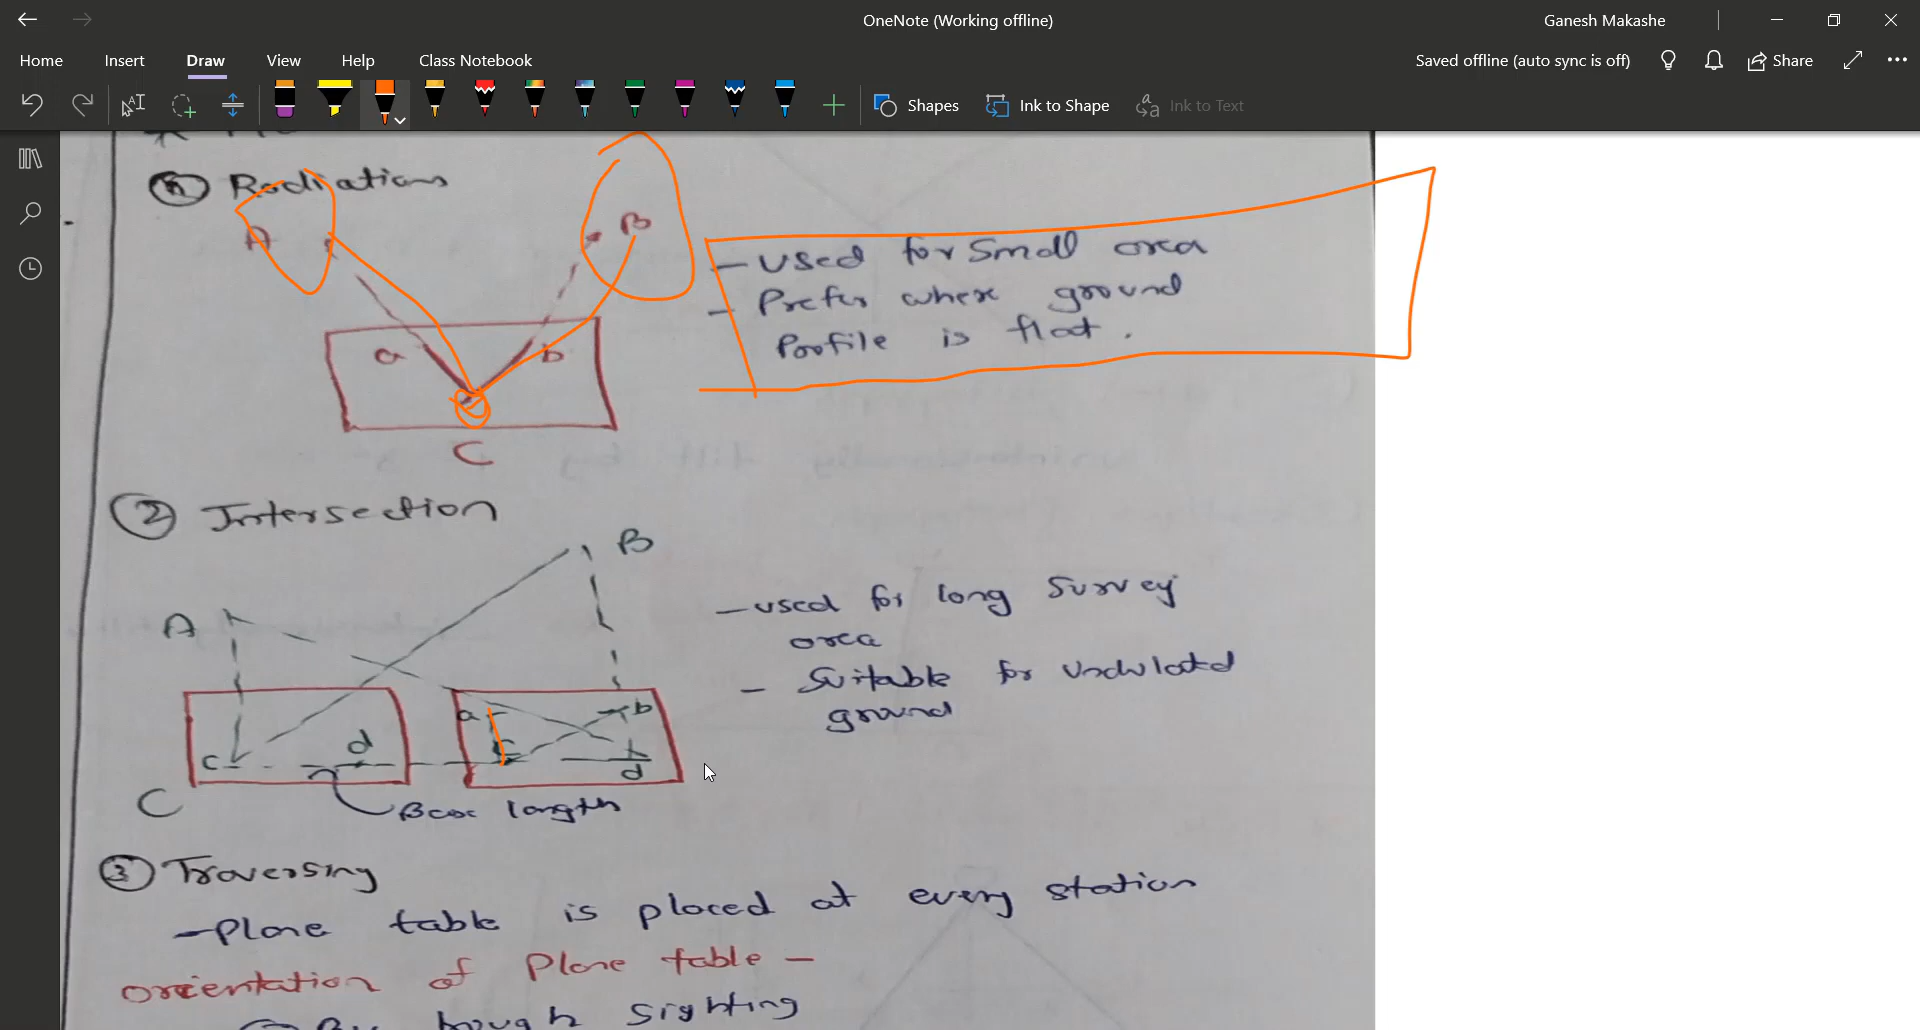 OneNote (Working offline)
Ganesh Makashe
Home Insert Draw View Help Class Notebook
Saved offline (auto sync is off)
Share
Shapes
Ink to Shape
Ink to Text
Radiations
A
B
- Used for Small area
- Prefer where ground
Profile is flat.
a b
C
② Intersection
B
A
- used for long Survey
area
- Suitable for Undulated
ground
a b
c d
d
C
Base length
③ Traversing
- Plane table is placed at every station
orientation of Plane table -
sighting